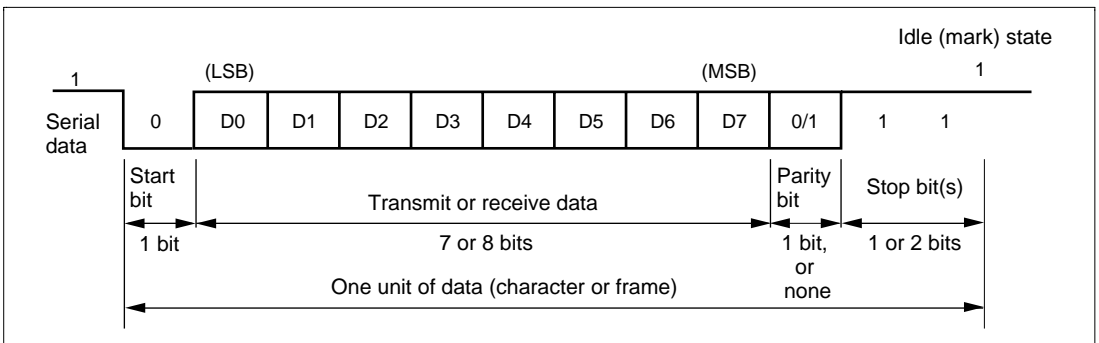 Idle (mark) state
1 (LSB) (MSB) 1
Serial
data
0 D0 D1 D2 D3 D4 D5 D6 D7 0/1 1 1
Start
bit
Transmit or receive data
Parity
bit
Stop bit(s)
1 bit
7 or 8 bits
1 bit,
or
none
1 or 2 bits
One unit of data (character or frame)